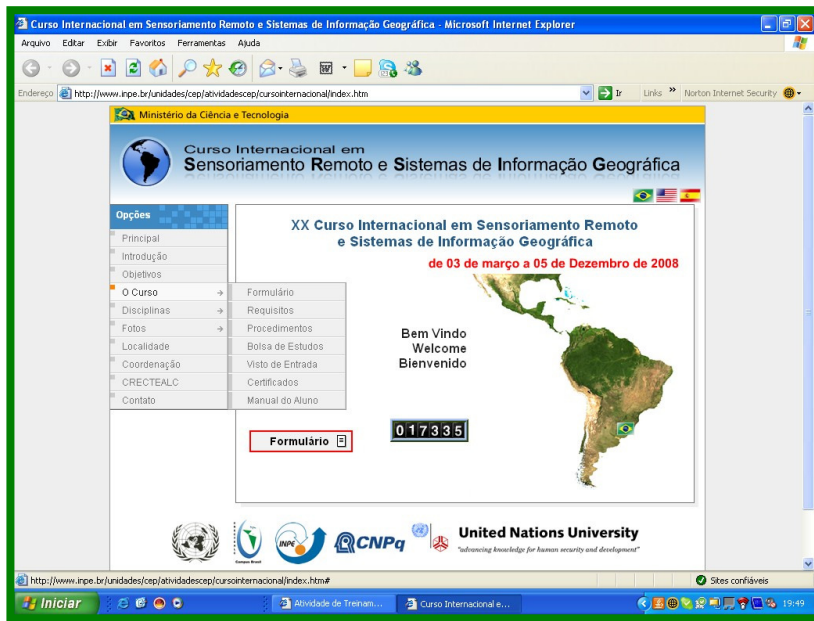 Curso Internacional em Sensoriamento Remoto e Sistemas de Informação Geográfica - Microsoft Internet Explorer
Arquivo Editar Exibir Favoritos Ferramentas Ajuda
Endereço http://www.inpe.br/unidades/cep/atividadescep/cursointernacional/index.htm Ir Links » Norton Internet Security
Ministério da Ciência e Tecnologia
Curso Internacional em
Sensoriamento Remoto e Sistemas de Informação Geográfica
Opções
Principal
Introdução
Objetivos
O Curso
Disciplinas
Fotos
Localidade
Coordenação
CRECTEALC
Contato
Formulário
Requisitos
Procedimentos
Bolsa de Estudos
Visto de Entrada
Certificados
Manual do Aluno
XX Curso Internacional em Sensoriamento Remoto
e Sistemas de Informação Geográfica
de 03 de março a 05 de Dezembro de 2008
Bem Vindo
Welcome
Bienvenido
017335
Formulário
Campus Brasil
INPE
CNPq
United Nations University
"advancing knowledge for human security and development"
http://www.inpe.br/unidades/cep/atividadescep/cursointernacional/index.htm# Sites confiáveis
Iniciar Atividade de Treinam... Curso Internacional e... 19:49